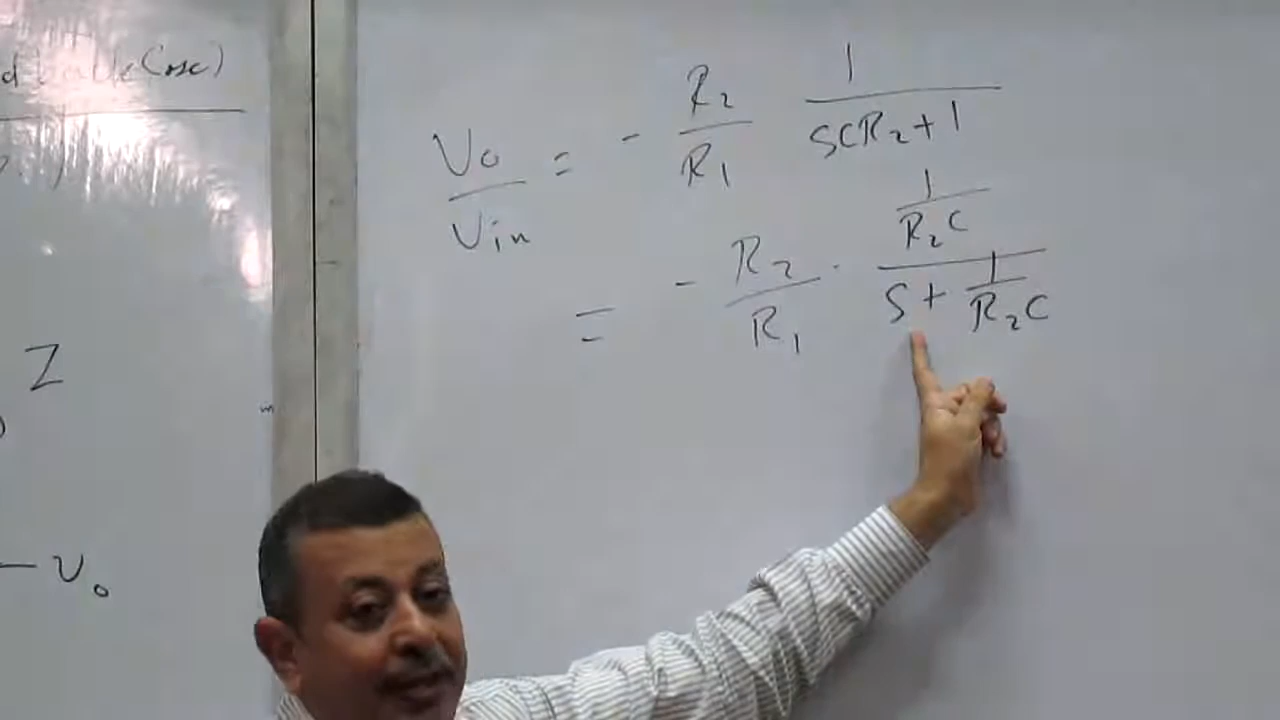 Vo/Vin = - R2/R1 1/(SCR2+1)
= - R2/R1 . (1/R2C)/(S + 1/R2C)
Z
vo